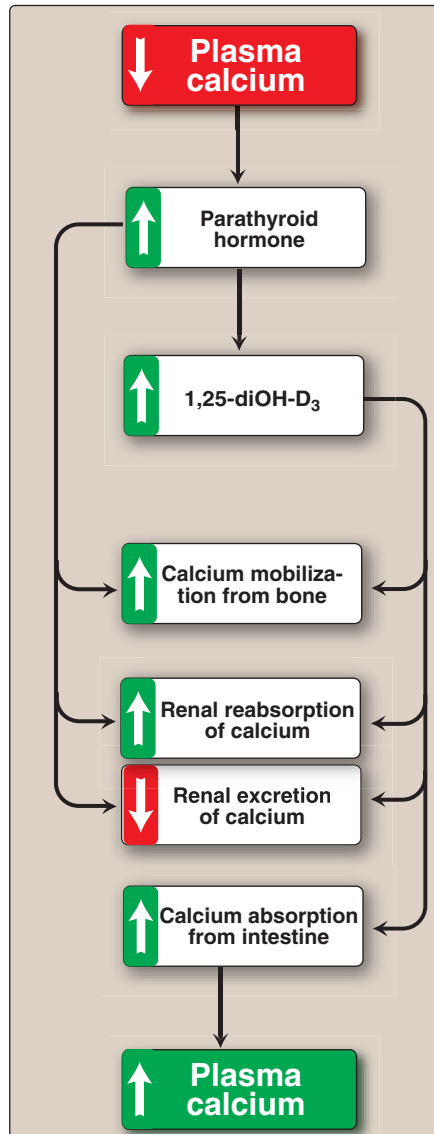 Plasma
calcium
Parathyroid
hormone
1,25-diOH-D₃
Calcium mobiliza-
tion from bone
Renal reabsorption
of calcium
Renal excretion
of calcium
Calcium absorption
from intestine
Plasma
calcium